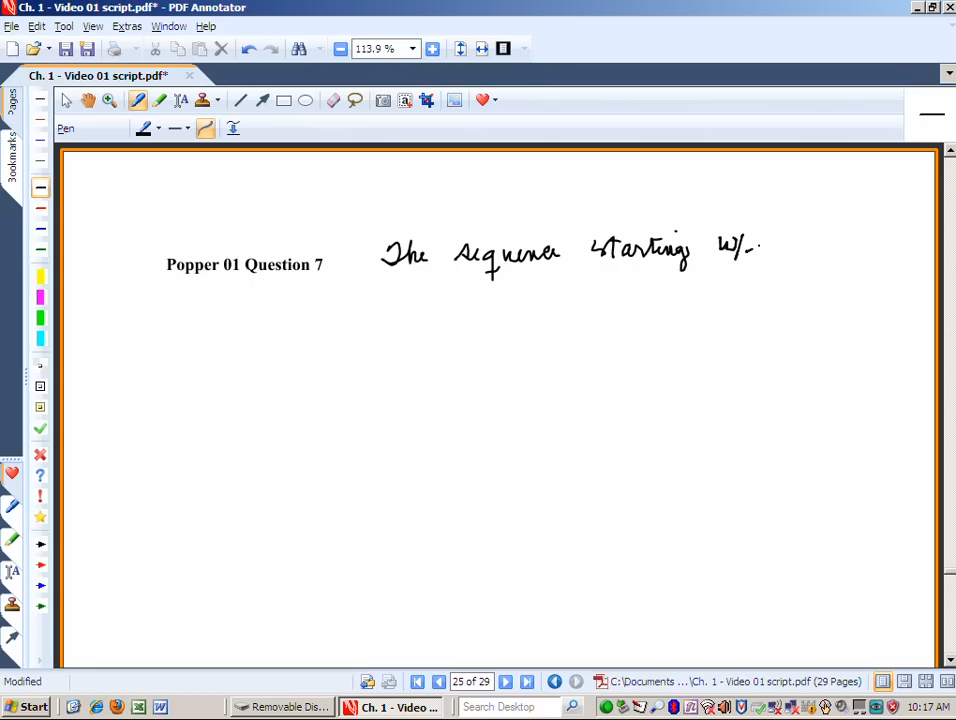 Ch. 1 - Video 01 script.pdf* - PDF Annotator
File Edit Tool View Extras Window Help
113.9 %
Ch. 1 - Video 01 script.pdf*
Pages
Bookmarks
Pen
Popper 01 Question 7 The sequence starting w/
Modified
25 of 29
C:\Documents ...\Ch. 1 - Video 01 script.pdf (29 Pages)
Start
Removable Dis...
Ch. 1 - Video ...
Search Desktop
10:17 AM